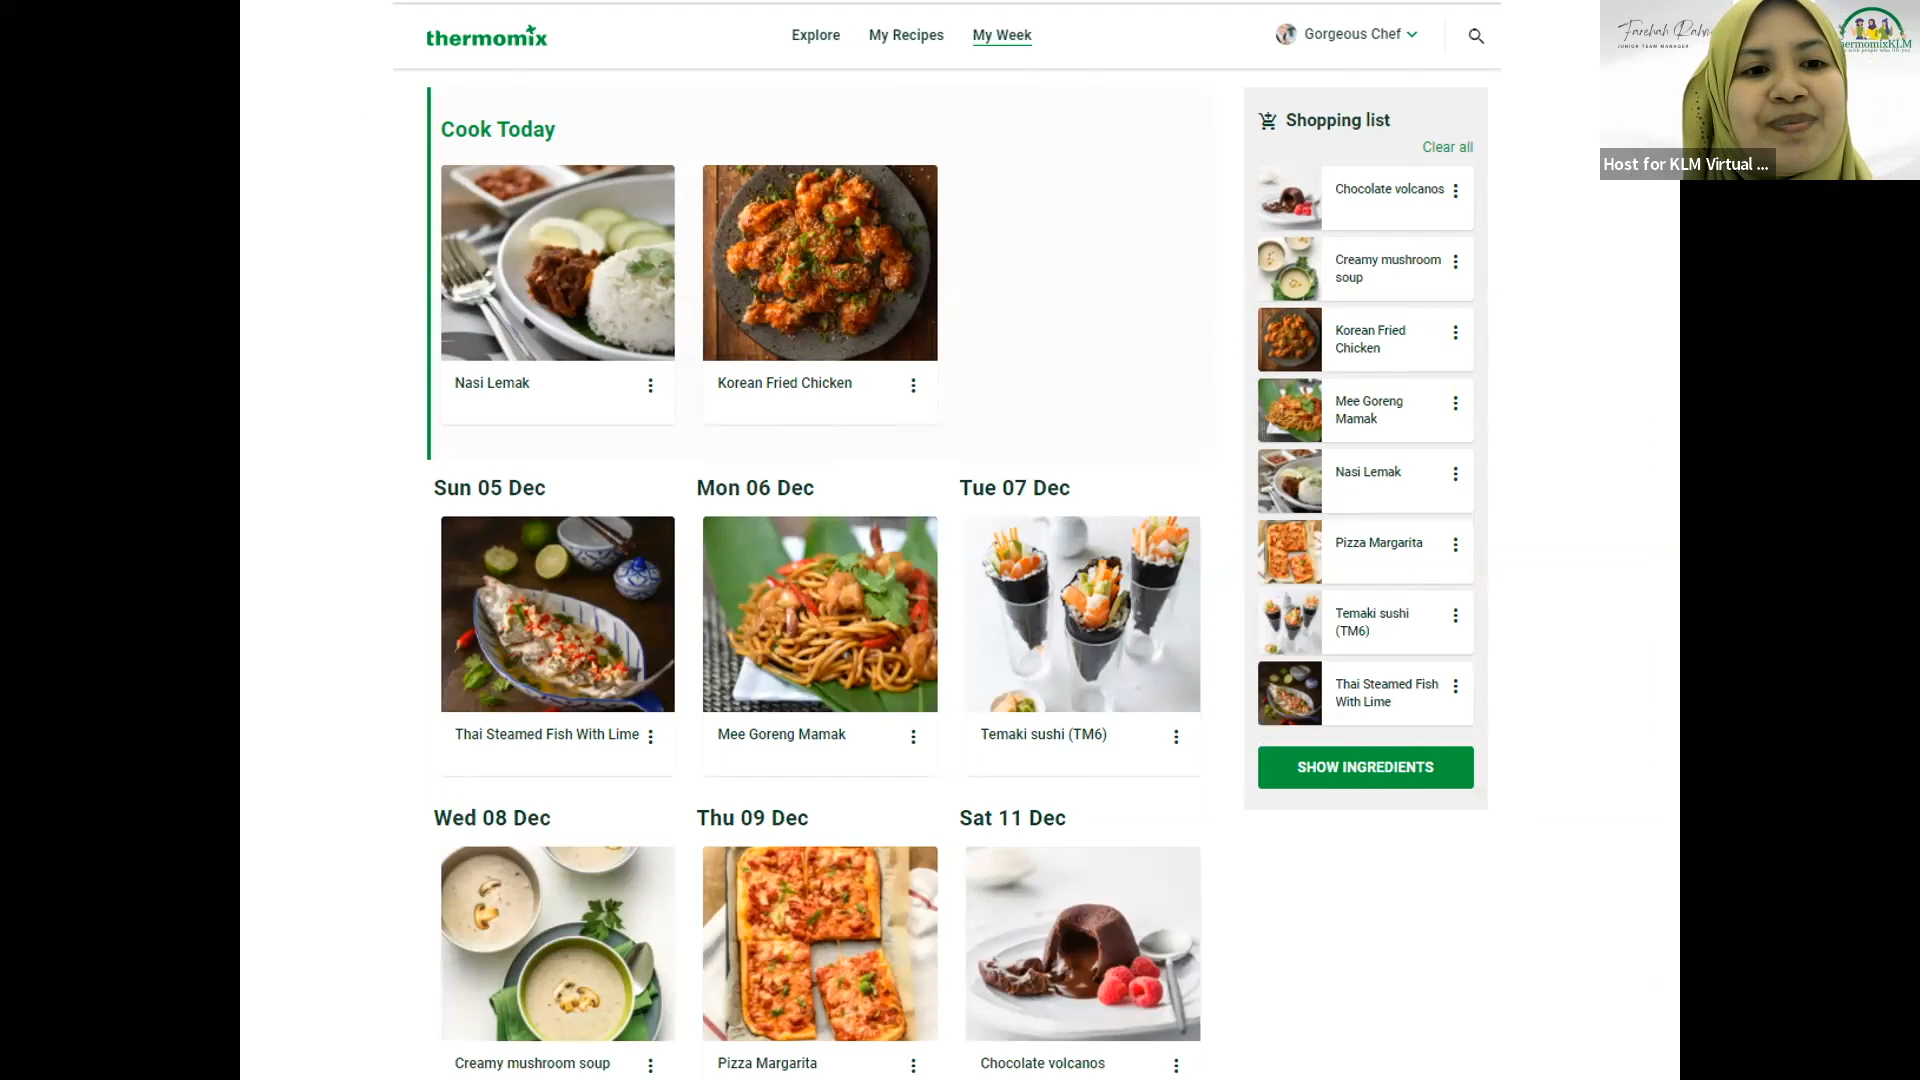 thermomix
Explore
My Recipes
My Week
Gorgeous Chef
JUNIOR TEAM MANAGER
Host for KLM Virtual ...
Cook Today
Nasi Lemak
Korean Fried Chicken
Sun 05 Dec
Mon 06 Dec
Tue 07 Dec
Thai Steamed Fish With Lime
Mee Goreng Mamak
Temaki sushi (TM6)
Wed 08 Dec
Thu 09 Dec
Sat 11 Dec
Creamy mushroom soup
Pizza Margarita
Chocolate volcanos
Shopping list
Clear all
Chocolate volcanos
Creamy mushroom
soup
Korean Fried
Chicken
Mee Goreng
Mamak
Nasi Lemak
Pizza Margarita
Temaki sushi
(TM6)
Thai Steamed Fish
With Lime
SHOW INGREDIENTS